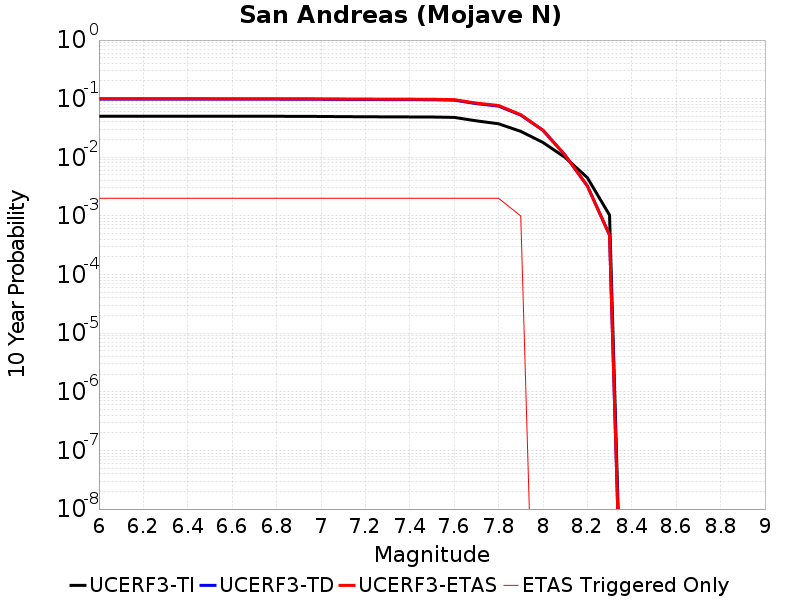 San Andreas (Mojave N)
10^0
10^-1
10^-2
10^-3
10^-4
10^-5
10^-6
10^-7
10^-8
10 Year Probability
6 6.2 6.4 6.6 6.8 7 7.2 7.4 7.6 7.8 8 8.2 8.4 8.6 8.8 9
Magnitude
UCERF3-TI UCERF3-TD UCERF3-ETAS ETAS Triggered Only